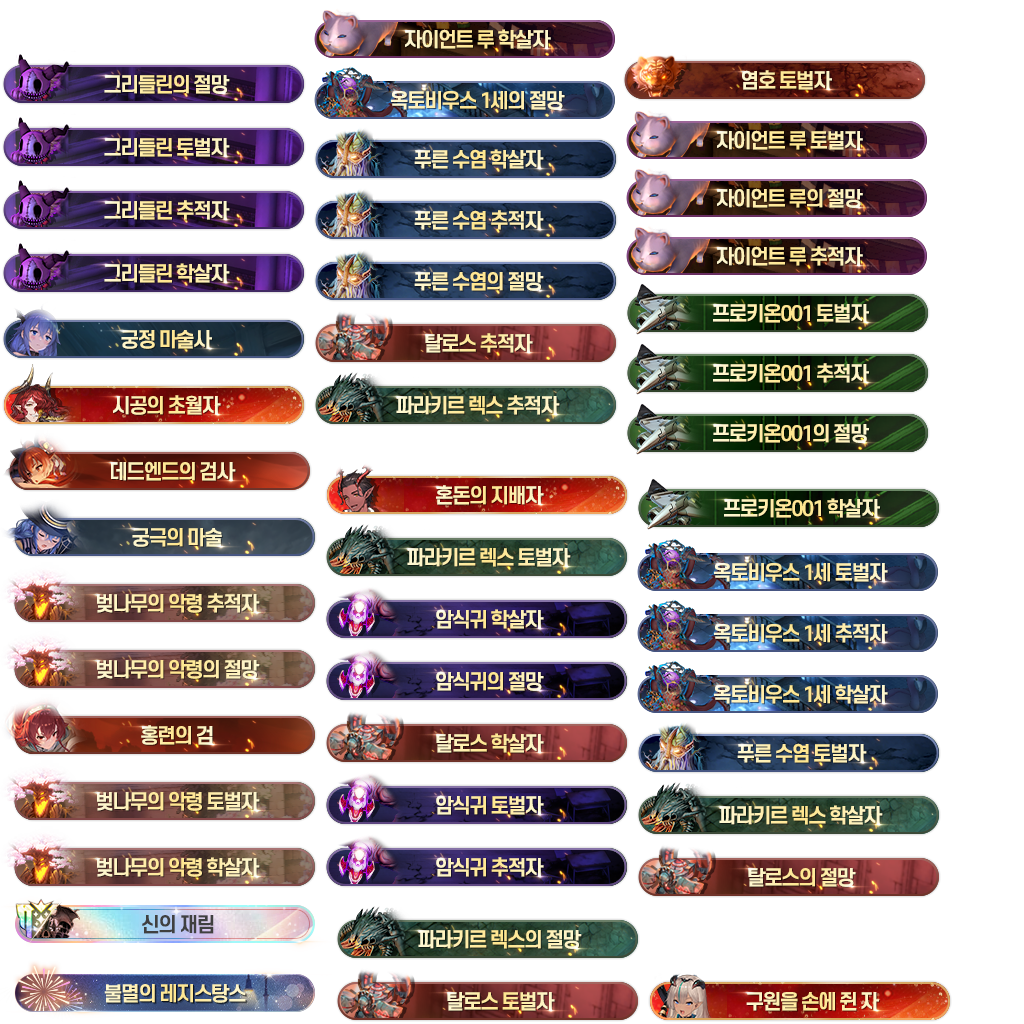 그리들린의 절망
그리들린 토벌자
그리들린 추적자
그리들린 학살자
궁정 마술사
시공의 초월자
데드엔드의 검사
궁극의 마술
벚나무의 악령 추적자
벚나무의 악령의 절망
홍련의 검
벚나무의 악령 토벌자
벚나무의 악령 학살자
신의 재림
불멸의 레지스탕스
자이언트 루 학살자
옥토비우스 1세의 절망
푸른 수염 학살자
푸른 수염 추적자
푸른 수염의 절망
탈로스 추적자
파라키르 렉스 추적자
혼돈의 지배자
파라키르 렉스 토벌자
암식귀 학살자
암식귀의 절망
탈로스 학살자
암식귀 토벌자
암식귀 추적자
파라키르 렉스의 절망
탈로스 토벌자
염호 토벌자
자이언트 루 토벌자
자이언트 루의 절망
자이언트 루 추적자
프로키온001 토벌자
프로키온001 추적자
프로키온001의 절망
프로키온001 학살자
옥토비우스 1세 토벌자
옥토비우스 1세 추적자
옥토비우스 1세 학살자
푸른 수염 토벌자
파라키르 렉스 학살자
탈로스의 절망
구원을 손에 쥔 자